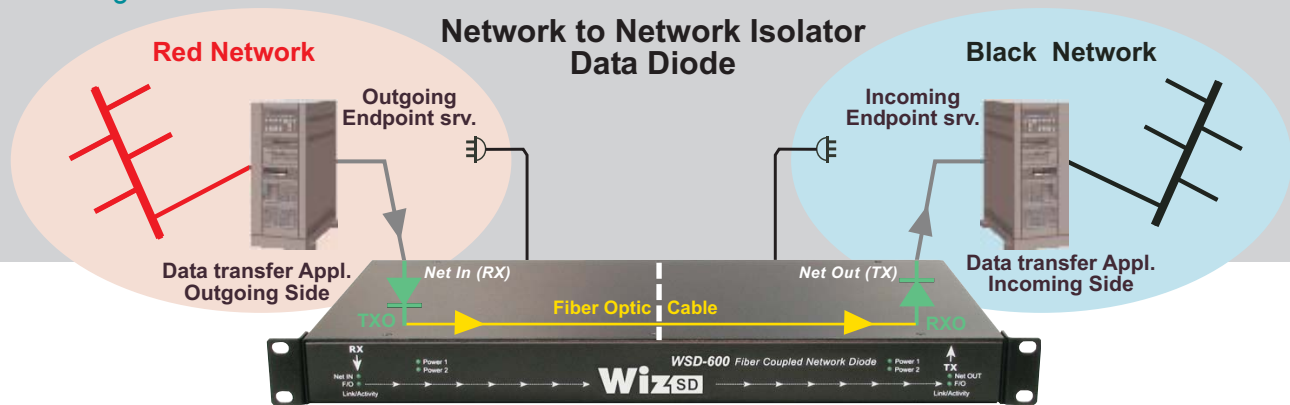 Network to Network Isolator
Data Diode
Red Network
Black Network
Outgoing
Endpoint srv.
Incoming
Endpoint srv.
Data transfer Appl.
Outgoing Side
Net In (RX)
Net Out (TX)
Data transfer Appl.
Incoming Side
TXO
Fiber Optic Cable
RXO
RX
Net IN
F/O
Link/Activity
Power 1
Power 2
WizSD
WSD-600 Fiber Coupled Network Diode
Power 1
Power 2
TX
Net OUT
F/O
Link/Activity